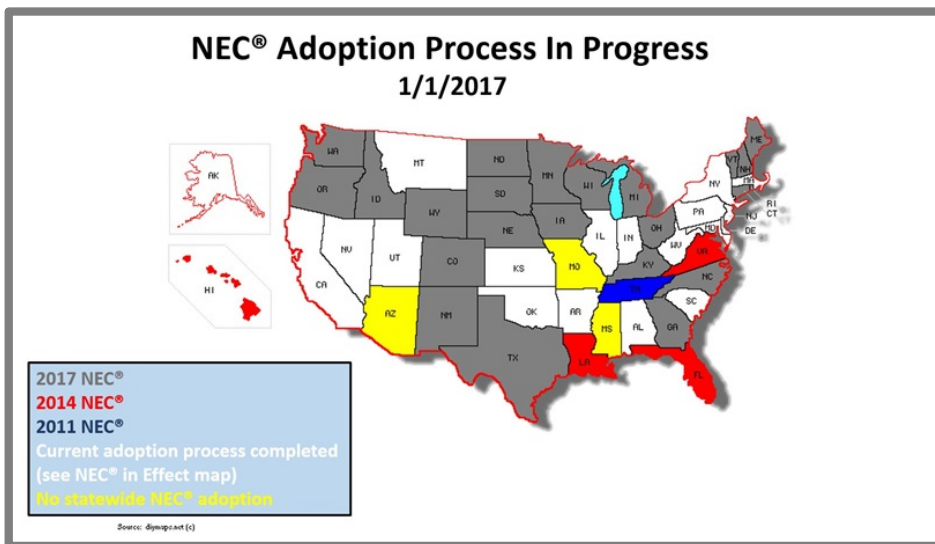 NEC® Adoption Process In Progress
1/1/2017
AK
HI
WA
OR
CA
NV
ID
MT
WY
UT
AZ
CO
NM
ND
SD
NE
KS
OK
TX
MN
IA
MO
AR
LA
WI
IL
IN
MI
OH
KY
TN
MS
AL
GA
FL
SC
NC
VA
WV
PA
NY
VT
NH
ME
MA
RI
CT
NJ
DE
MD
2017 NEC®
2014 NEC®
2011 NEC®
Current adoption process completed
(see NEC® in Effect map)
No statewide NEC® adoption
Source: diymaps.net (c)